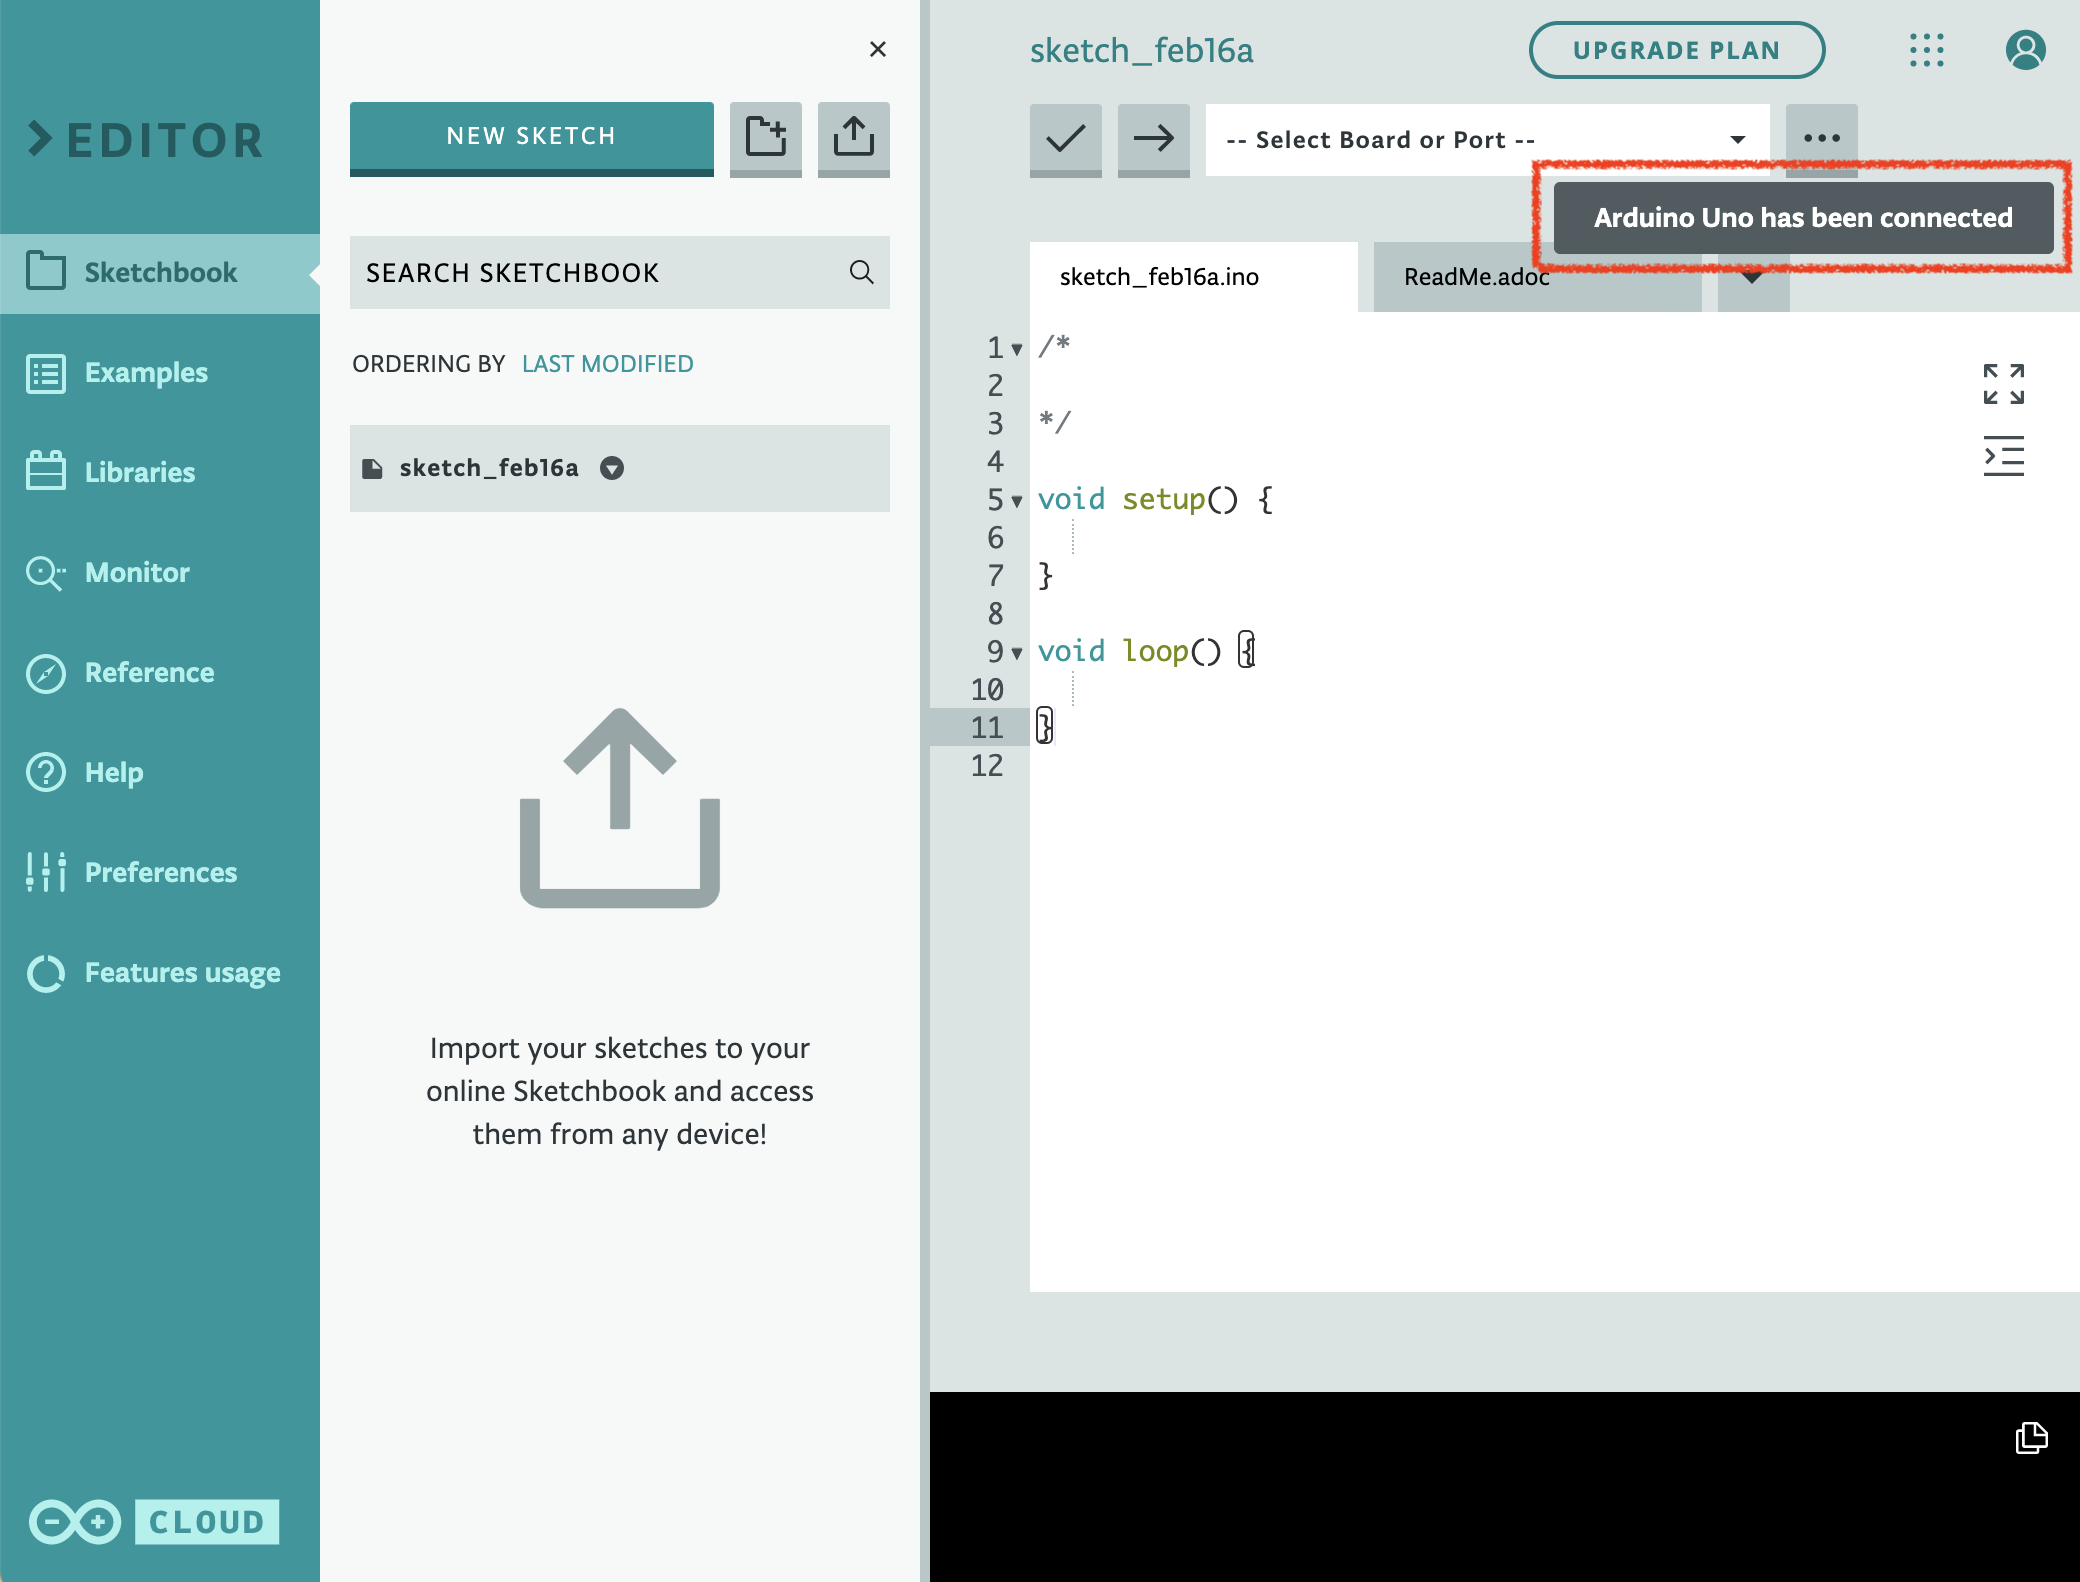 EDITOR
Sketchbook
Examples
Libraries
Monitor
Reference
Help
Preferences
Features usage
CLOUD
×
NEW SKETCH
SEARCH SKETCHBOOK
ORDERING BY LAST MODIFIED
sketch_feb16a
Import your sketches to your
online Sketchbook and access
them from any device!
sketch_feb16a
UPGRADE PLAN
-- Select Board or Port --
Arduino Uno has been connected
sketch_feb16a.ino
ReadMe.adoc
1 /*
2
3 */
4
5 void setup() {
6
7 }
8
9 void loop() {
10
11 }
12